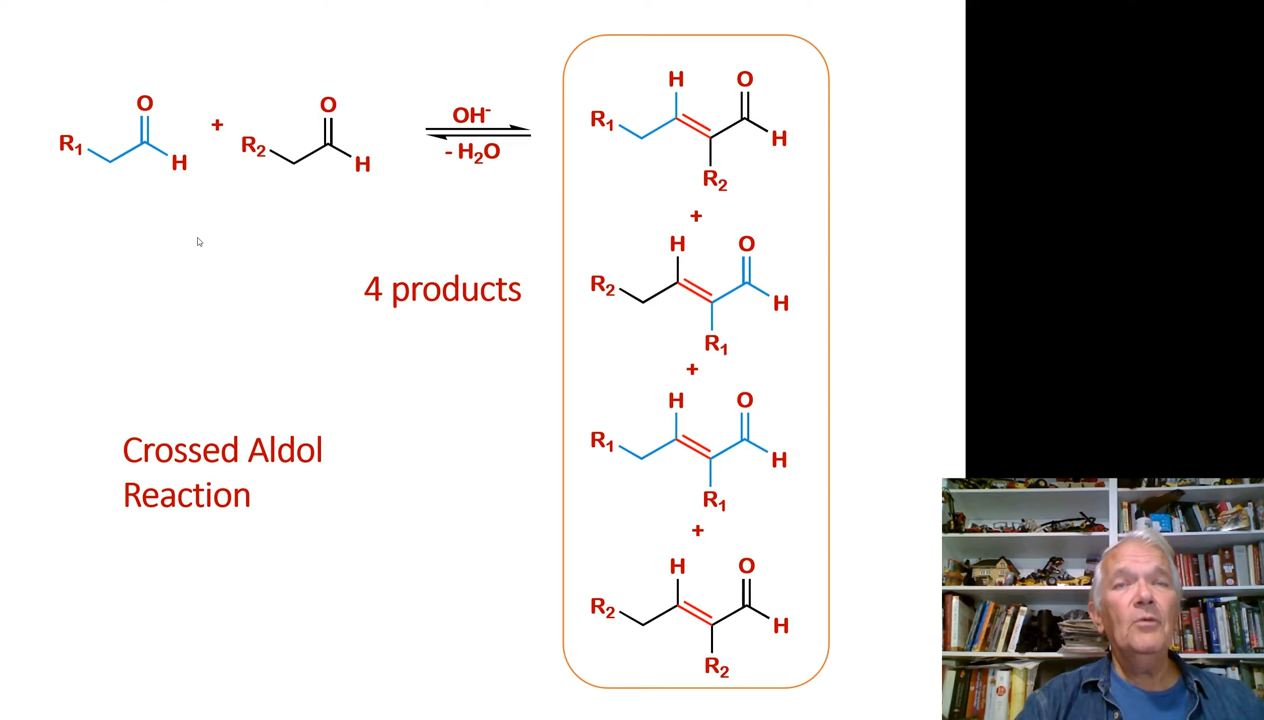 R₁ O H + R₂ O H
OH⁻
- H₂O
H O
R₁ H
R₂
+
H O
R₂ H
R₁
+
H O
R₁ H
R₁
+
H O
R₂ H
R₂
4 products
Crossed Aldol
Reaction